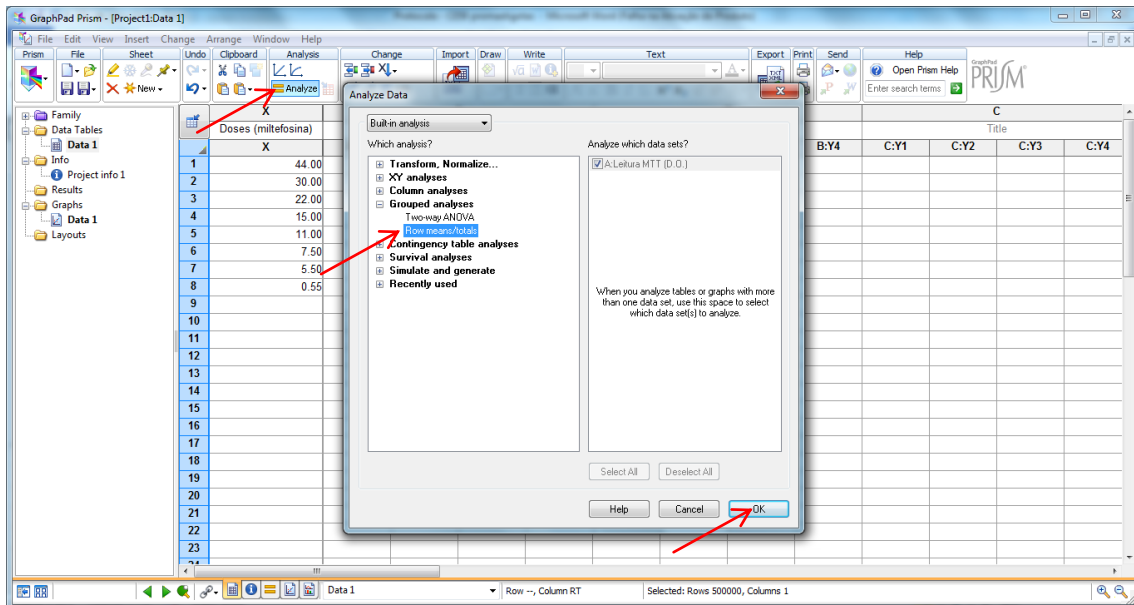 GraphPad Prism - [Project1:Data 1]
File Edit View Insert Change Arrange Window Help
Prism File Sheet Undo Clipboard Analysis Change Import Draw Write Text Export Print Send Help
Open Prism Help
New Analyze Enter search terms
GraphPad
PRISM
Family
Data Tables
Data 1
Info
Project info 1
Results
Graphs
Data 1
Layouts
X C
Doses (miltefosina) Title
X B:Y4 C:Y1 C:Y2 C:Y3 C:Y4
1 44.00
2 30.00
3 22.00
4 15.00
5 11.00
6 7.50
7 5.50
8 0.55
9
10
11
12
13
14
15
16
17
18
19
20
21
22
23
Analyze Data
Built-in analysis
Which analysis?
Transform, Normalize...
XY analyses
Column analyses
Grouped analyses
Two-way ANOVA
Row means/totals
Contingency table analyses
Survival analyses
Simulate and generate
Recently used
Analyze which data sets?
A:Leitura MTT (D.O.)
When you analyze tables or graphs with more
than one data set, use this space to select
which data set(s) to analyze.
Select All Deselect All
Help Cancel OK
Data 1 Row --, Column RT Selected: Rows 500000, Columns 1